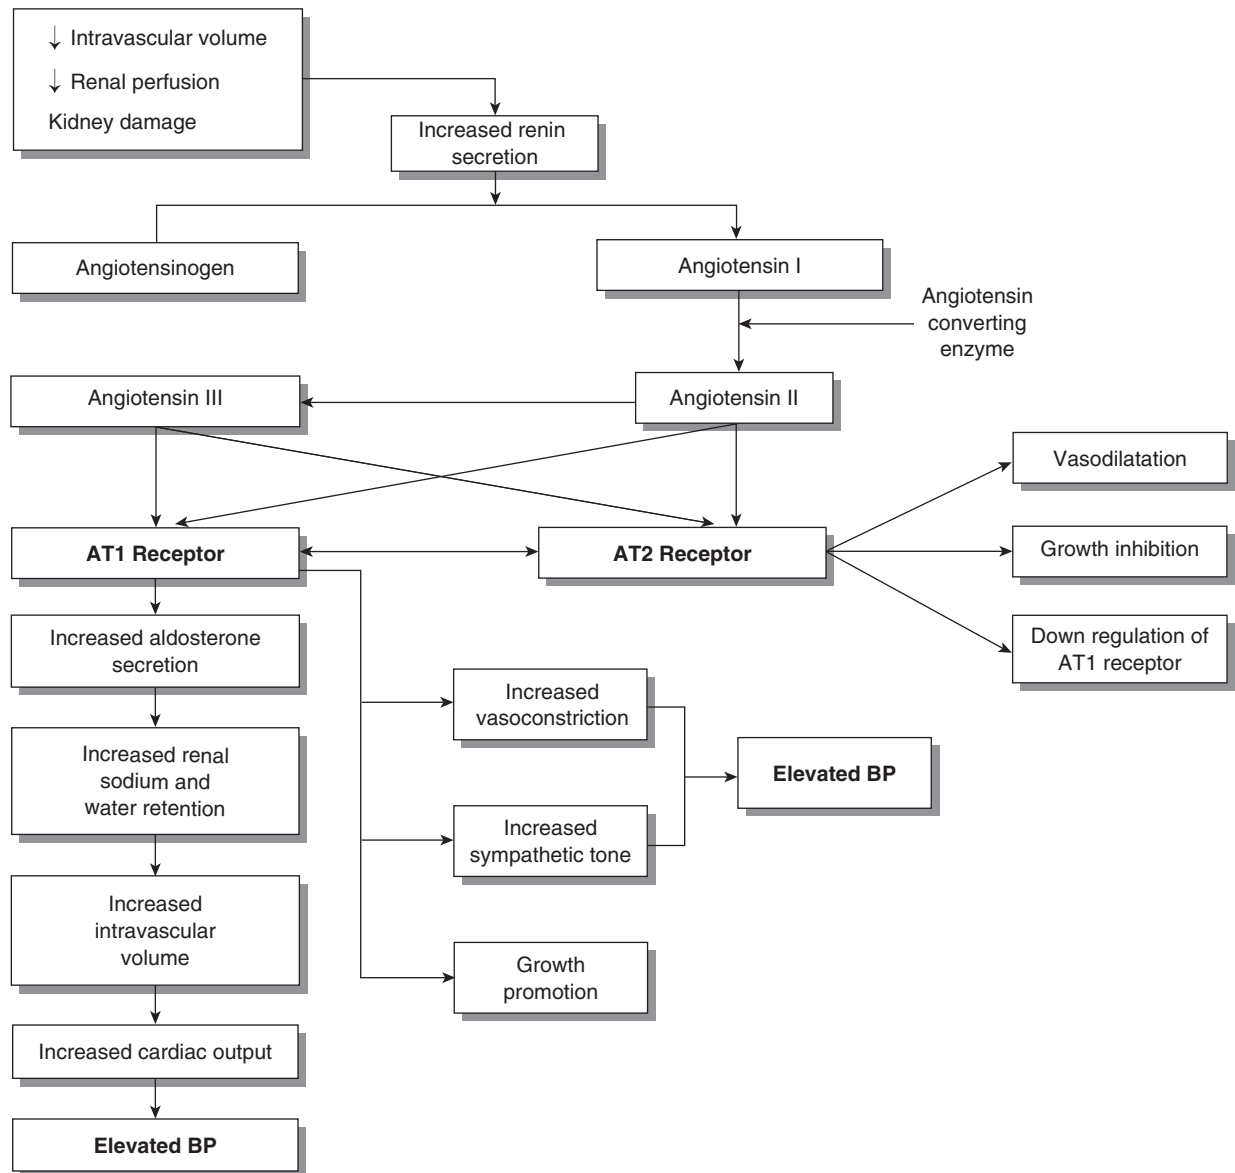 ↓ Intravascular volume
↓ Renal perfusion
Kidney damage
Increased renin
secretion
Angiotensinogen
Angiotensin I
Angiotensin
converting
enzyme
Angiotensin III
Angiotensin II
Vasodilatation
AT1 Receptor
AT2 Receptor
Growth inhibition
Increased aldosterone
secretion
Down regulation of
AT1 receptor
Increased
vasoconstriction
Increased renal
sodium and
water retention
Elevated BP
Increased
sympathetic tone
Increased
intravascular
volume
Growth
promotion
Increased cardiac output
Elevated BP